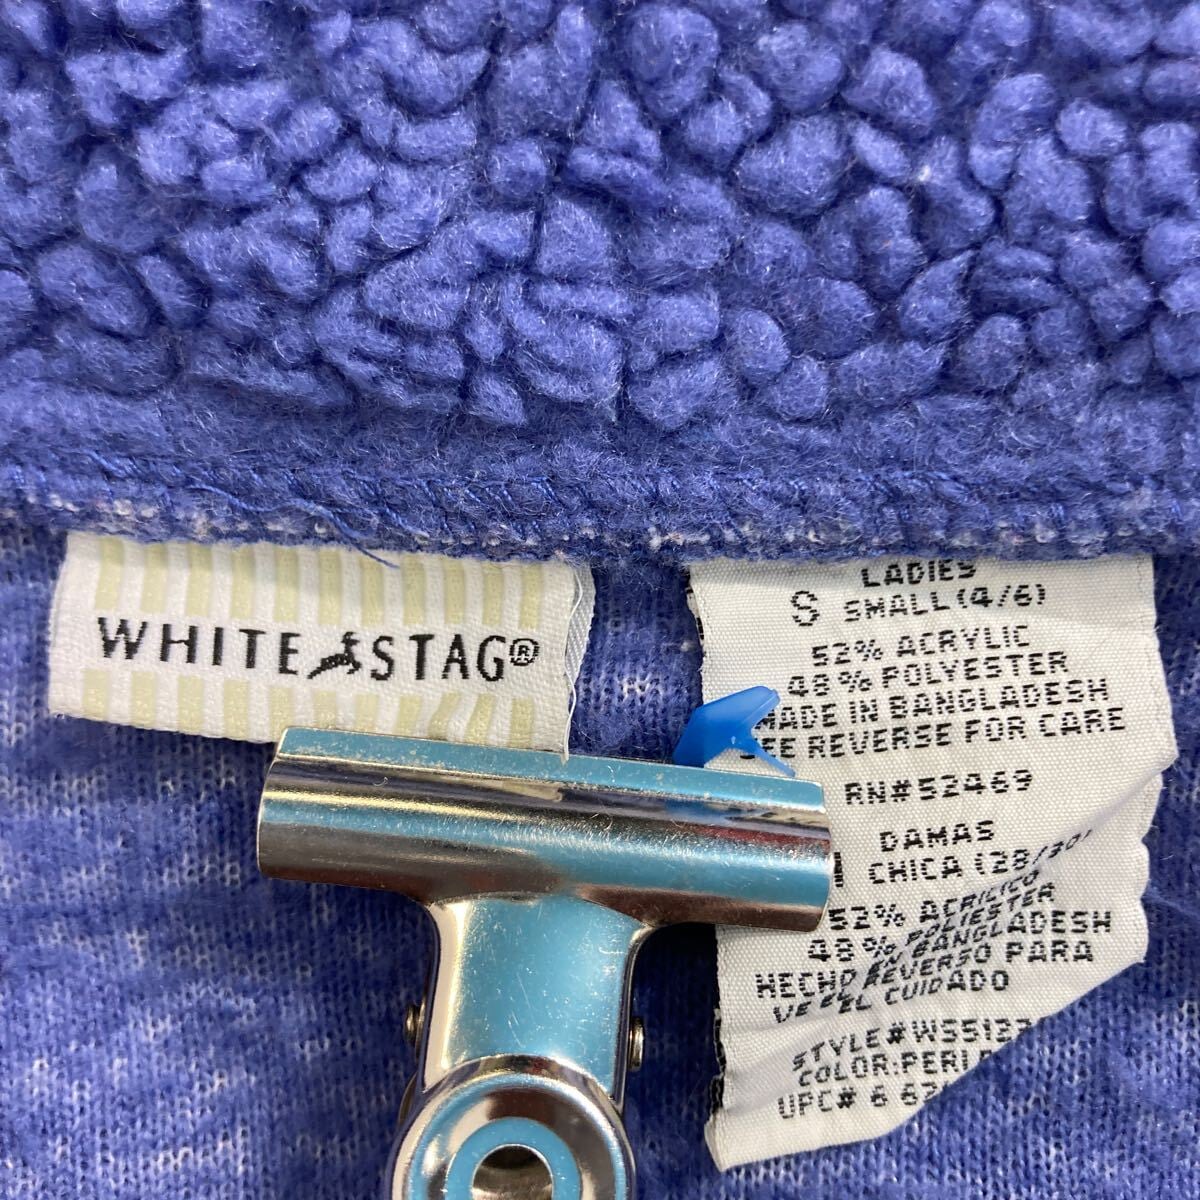 WHITE STAG®
LADIES
S SMALL (4/6)
52% ACRYLIC
48% POLYESTER
MADE IN BANGLADESH
SEE REVERSE FOR CARE
RN#52469
DAMAS
CHICA (28/30)
52% ACRILICO
48% POLIESTER
HECHO EN BANGLADESH
VE EL REVERSO PARA
CUIDADO
STYLE#
COLOR:PERI
UPC# 6